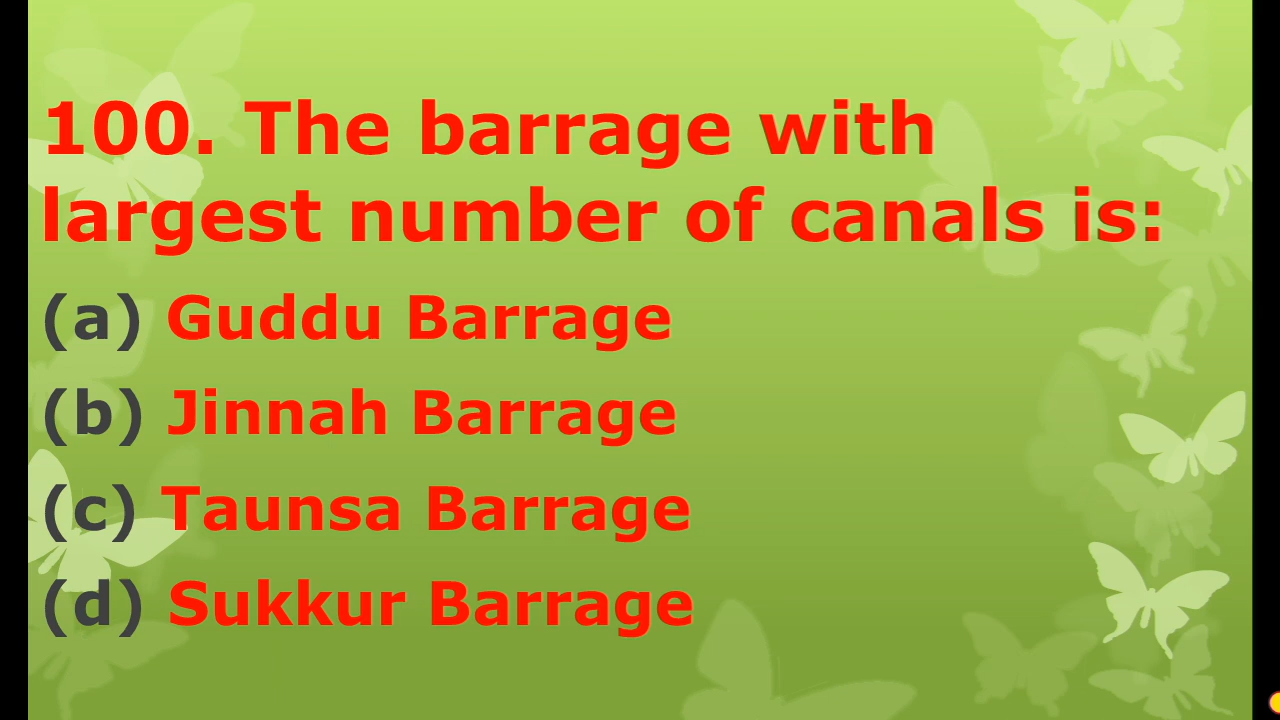 100. The barrage with
largest number of canals is:
(a) Guddu Barrage
(b) Jinnah Barrage
(c) Taunsa Barrage
(d) Sukkur Barrage